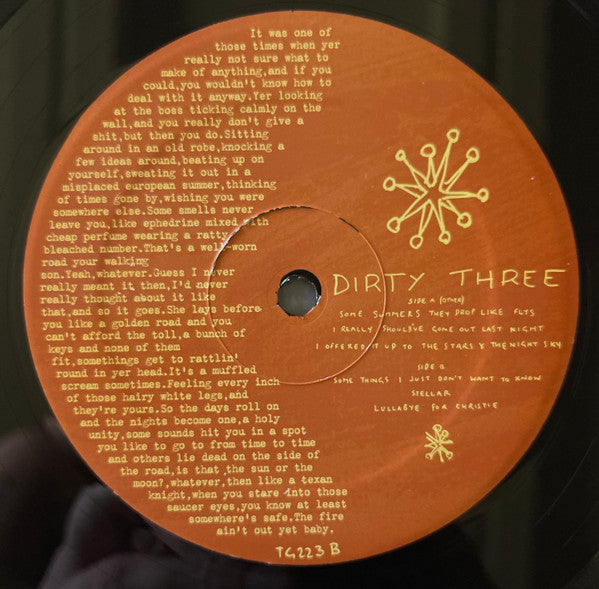 It was one of
those times when yer
really not sure what to
make of anything,and if you
could,you wouldn't know how to
deal with it anyway.Yer looking
at the boss ticking calmly on the
wall,and you really don't give a
shit,but then you do.Sitting
around in an old robe,knocking a
few ideas around,beating up on
yourself,sweating it out in a
misplaced european summer,thinking
of times gone by,wishing you were
somewhere else.Some smells never
leave you,like ephedrine mixed with
cheap perfume wearing a ratty
bleached number.That's a well-worn
road your walking
son.Yeah,whatever.Guess I never
really meant it then,I'd never
really thought about it like
that,and so it goes.She lays before
you like a golden road and you
can't afford the toll,a bunch of
keys and none of them
fit,somethings get to rattlin'
round in yer head.It's a muffled
scream sometimes.Feeling every inch
of those hairy white legs,and
they're yours.So the days roll on
and the nights become one,a holy
unity,some sounds hit you in a spot
you like to go to from time to time
and others lie dead on the side of
the road,is that the sun or the
moon?,whatever,then like a texan
knight,when you stare into those
saucer eyes,you know at least
somewhere's safe.The fire
ain't out yet baby.
DIRTY THREE
SIDE A (OTHER)
SOME SUMMERS THEY DROP LIKE FLYS
I REALLY SHOULD'VE GONE OUT LAST NIGHT
I OFFERED IT UP TO THE STARS & THE NIGHT SKY
SIDE B
SOME THINGS I JUST DON'T WANT TO KNOW
STELLAR
LULLABYE FOR CHRISTIE
TG223 B